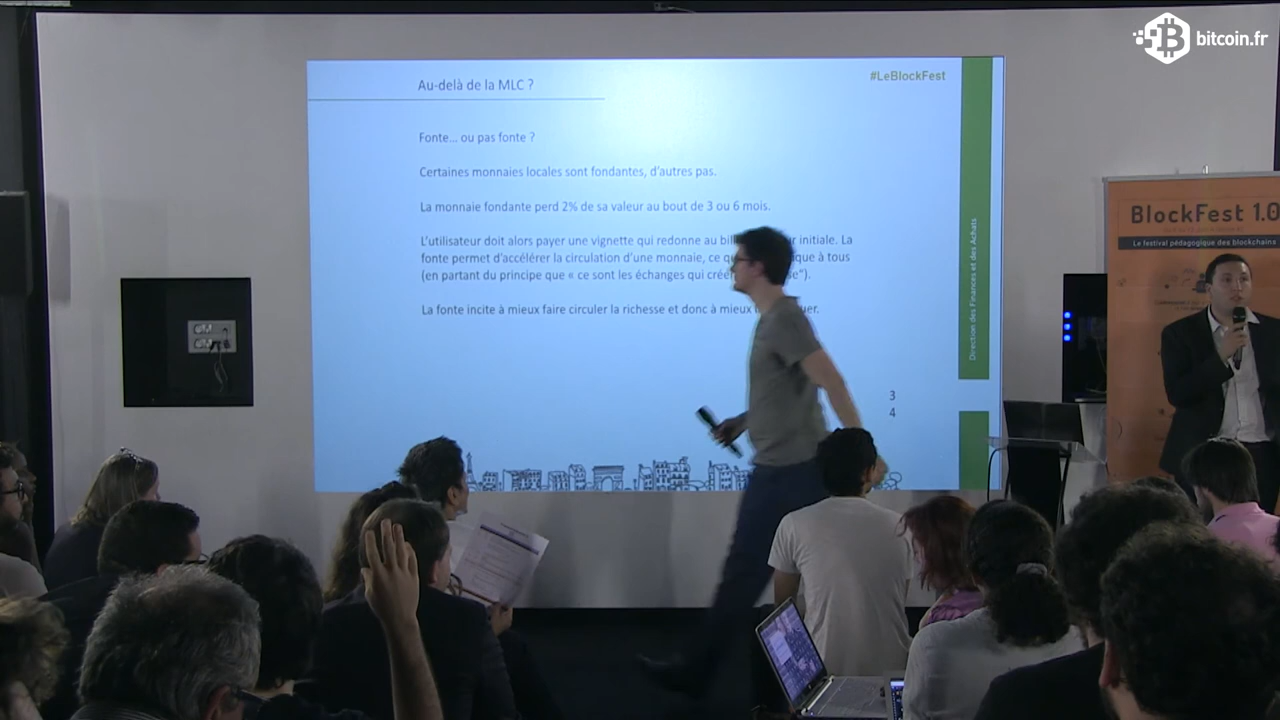 bitcoin.fr
#LeBlockFest
Au-delà de la MLC ?
Fonte... ou pas fonte ?
Certaines monnaies locales sont fondantes, d'autres pas.
La monnaie fondante perd 2% de sa valeur au bout de 3 ou 6 mois.
L'utilisateur doit alors payer une vignette qui redonne au initiale. La
fonte permet d'accélérer la circulation d'une monnaie, ce à tous
(en partant du principe que « ce sont les échanges qui
La fonte incite à mieux faire circuler la richesse et donc à mieux
Direction des Finances et des Achats
3
4
BlockFest 1.0
Le festival pédagogique des blockchains